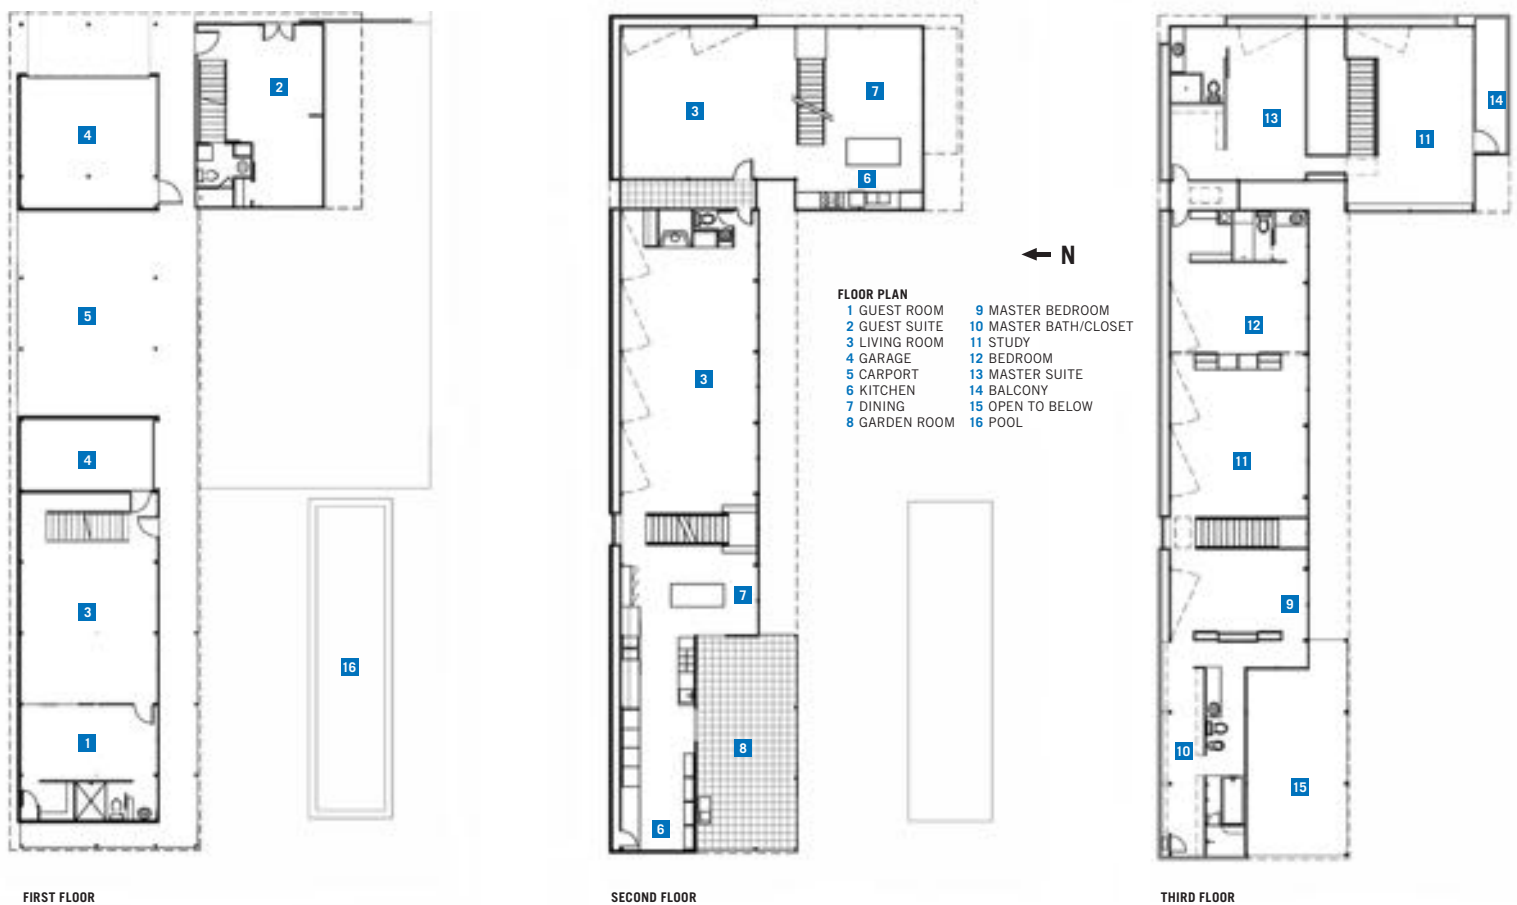 2
4
5
4
3
1
16
FIRST FLOOR
3
7
6
3
7
8
6
SECOND FLOOR
N
FLOOR PLAN
1 GUEST ROOM
2 GUEST SUITE
3 LIVING ROOM
4 GARAGE
5 CARPORT
6 KITCHEN
7 DINING
8 GARDEN ROOM
9 MASTER BEDROOM
10 MASTER BATH/CLOSET
11 STUDY
12 BEDROOM
13 MASTER SUITE
14 BALCONY
15 OPEN TO BELOW
16 POOL
14
13
11
12
11
9
10
15
THIRD FLOOR